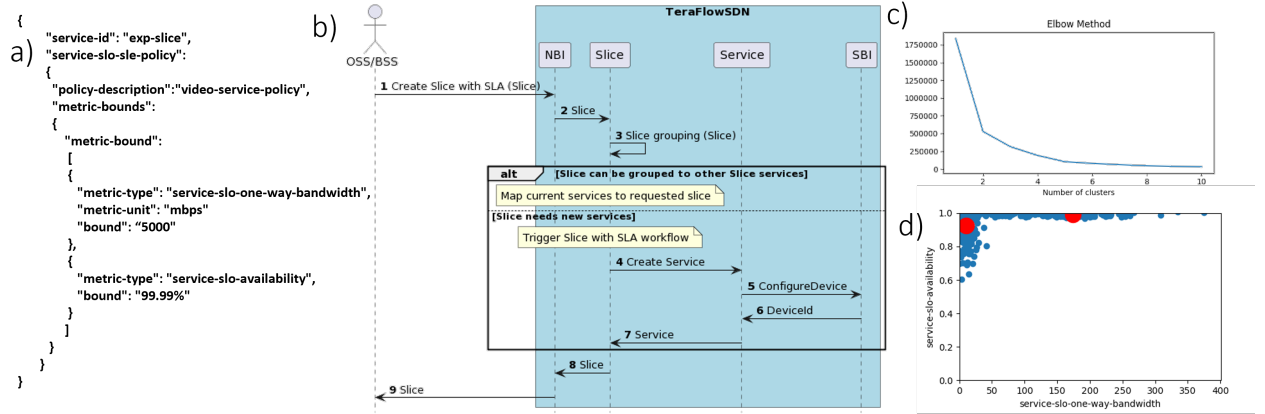 a)
{
"service-id": "exp-slice",
"service-slo-sle-policy":
{
"policy-description":"video-service-policy",
"metric-bounds":
{
"metric-bound":
[
{
"metric-type": "service-slo-one-way-bandwidth",
"metric-unit": "mbps"
"bound": “5000"
},
{
"metric-type": "service-slo-availability",
"bound": "99.99%"
}
]
}
}
}
b)
TeraFlowSDN
OSS/BSS
NBI
Slice
Service
SBI
1 Create Slice with SLA (Slice)
2 Slice
3 Slice grouping (Slice)
alt
[Slice can be grouped to other Slice services]
Map current services to requested slice
[Slice needs new services]
Trigger Slice with SLA workflow
4 Create Service
5 ConfigureDevice
6 DeviceId
7 Service
8 Slice
9 Slice
c)
Elbow Method
1750000
1500000
1250000
1000000
750000
500000
250000
0
2 4 6 8 10
Number of clusters
d)
1.0
0.8
0.6
0.4
0.2
0.0
service-slo-availability
0 50 100 150 200 250 300 350 400
service-slo-one-way-bandwidth